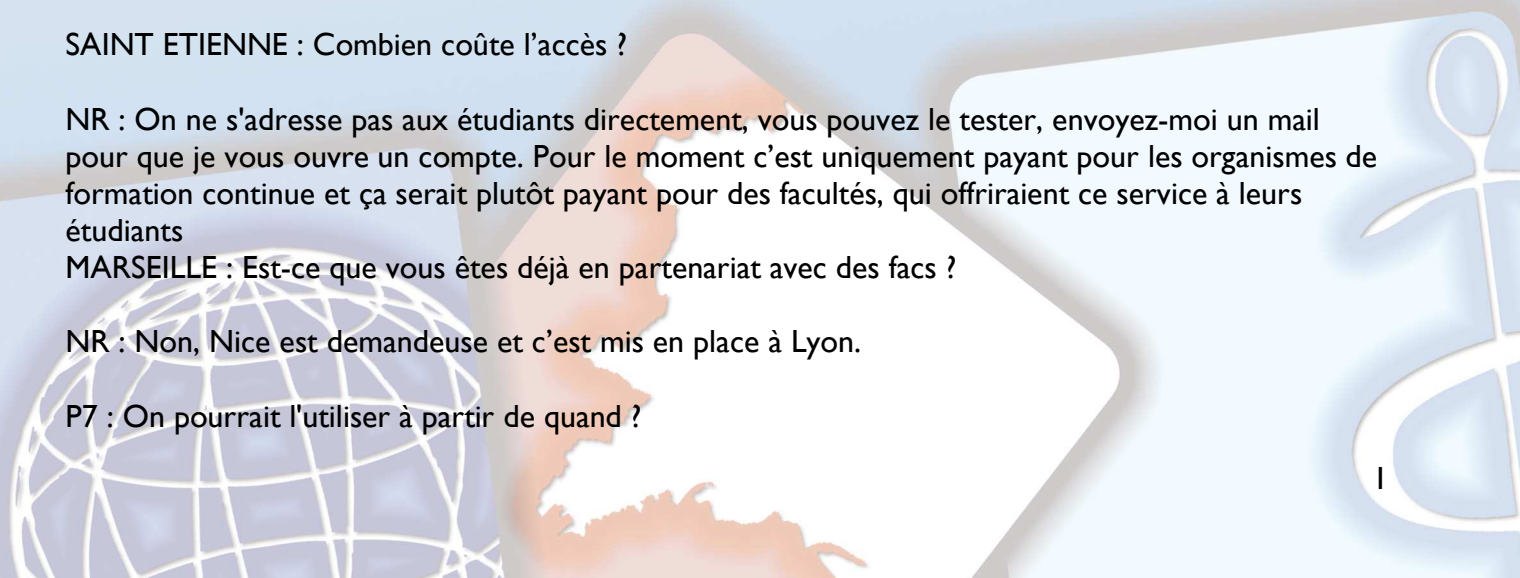 SAINT ETIENNE : Combien coûte l’accès ?
NR : On ne s'adresse pas aux étudiants directement, vous pouvez le tester, envoyez-moi un mail
pour que je vous ouvre un compte. Pour le moment c’est uniquement payant pour les organismes de
formation continue et ça serait plutôt payant pour des facultés, qui offriraient ce service à leurs
étudiants
MARSEILLE : Est-ce que vous êtes déjà en partenariat avec des facs ?
NR : Non, Nice est demandeuse et c’est mis en place à Lyon.
P7 : On pourrait l'utiliser à partir de quand ?
1